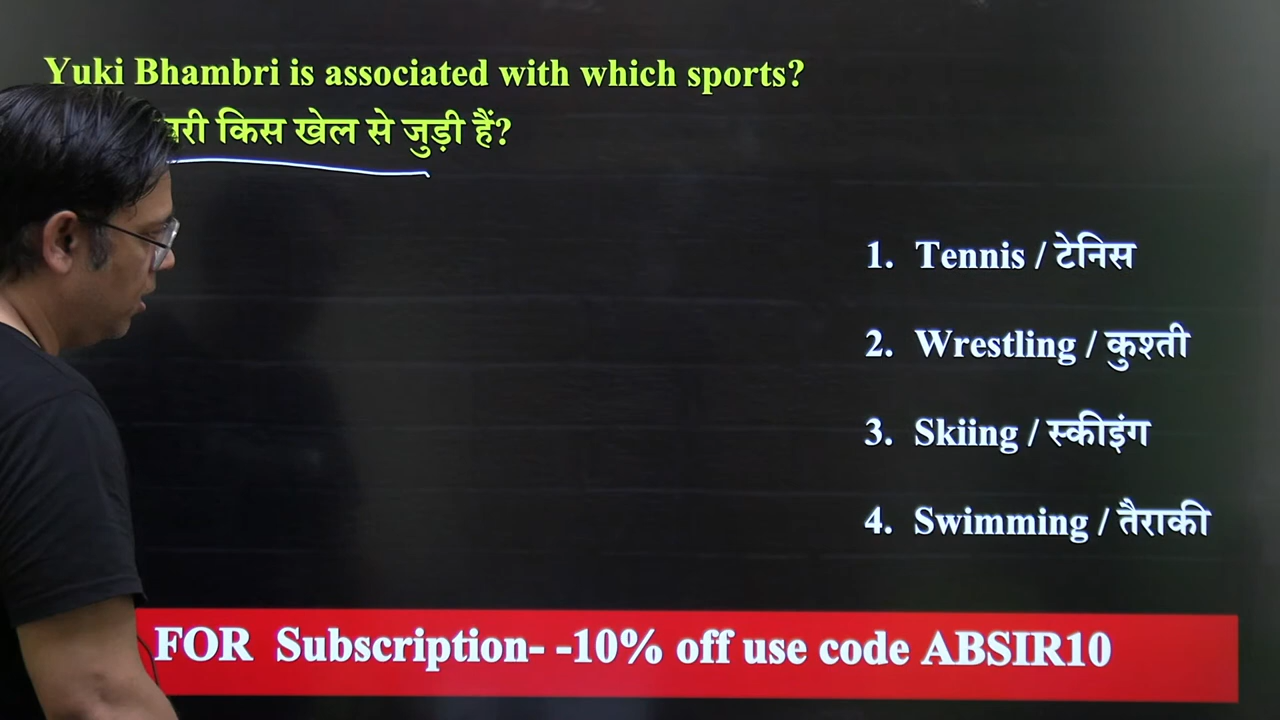 Yuki Bhambri is associated with which sports?
किस खेल से जुड़ी हैं?
1. Tennis / टेनिस
2. Wrestling / कुश्ती
3. Skiing / स्कीइंग
4. Swimming / तैराकी
FOR Subscription- -10% off use code ABSIR10